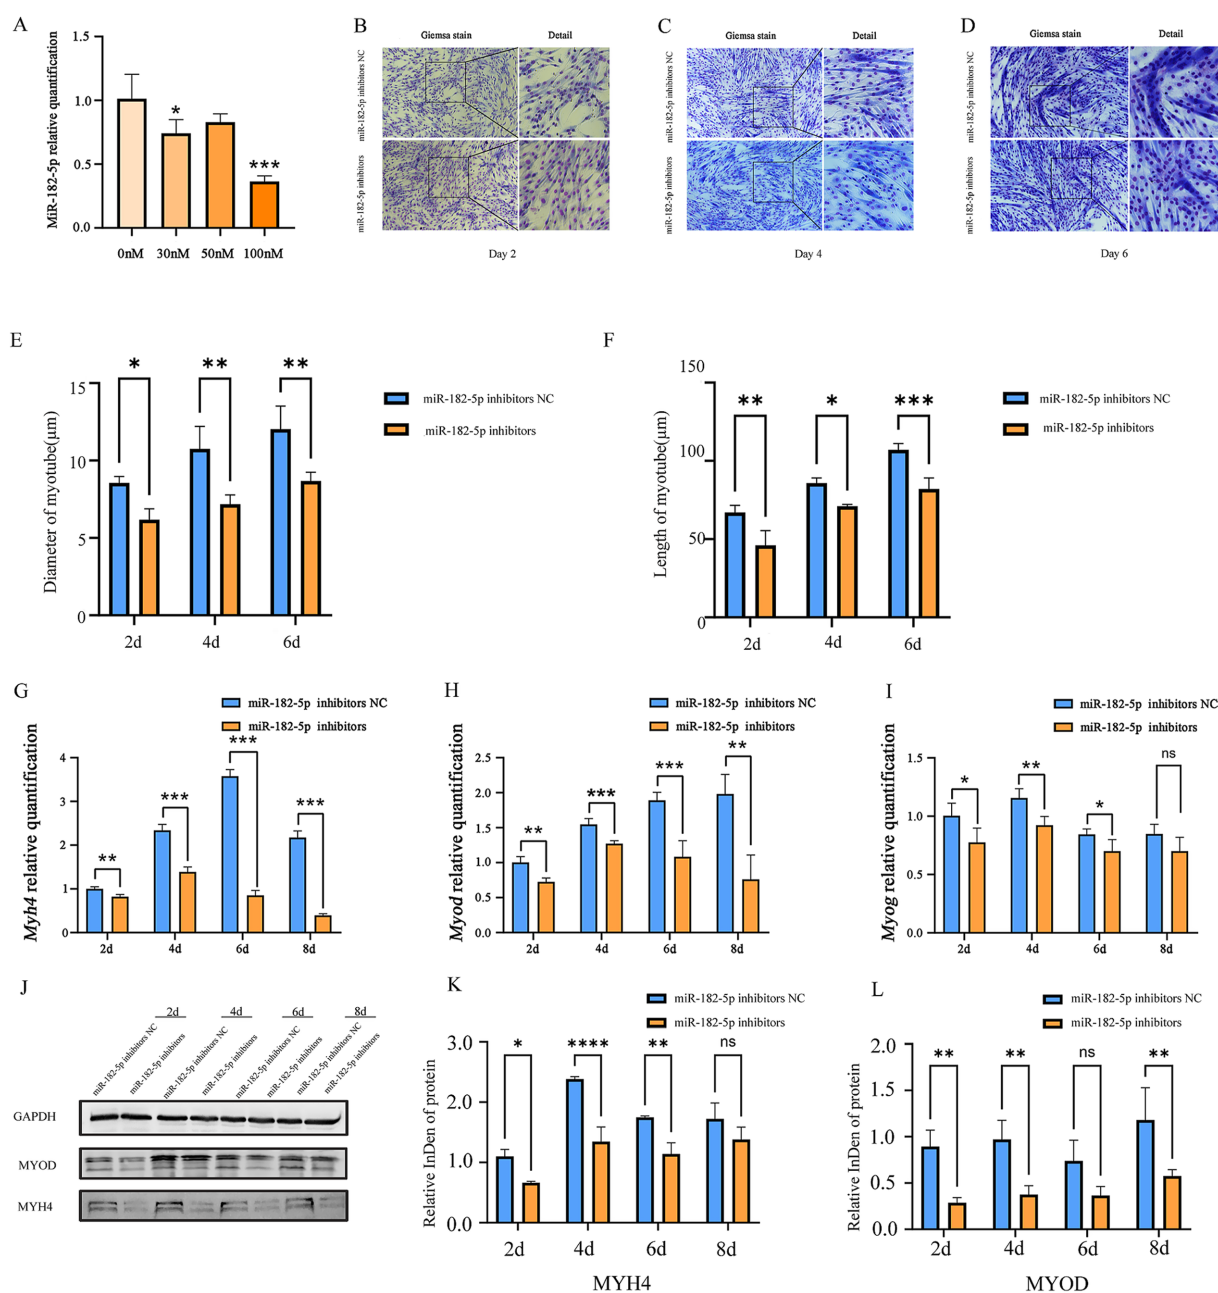 A
MiR-182-5p relative quantification
1.5
1.0
0.5
0.0
*
***
0nM 30nM 50nM 100nM
B
Giemsa stain Detail
miR-182-5p inhibitors NC
miR-182-5p inhibitors
Day 2
C
Giemsa stain Detail
miR-182-5p inhibitors NC
miR-182-5p inhibitors
Day 4
D
Giemsa stain Detail
miR-182-5p inhibitors NC
miR-182-5p inhibitors
Day 6
E
Diameter of myotube(μm)
15
10
5
0
* ** **
2d 4d 6d
miR-182-5p inhibitors NC
miR-182-5p inhibitors
F
Length of myotube(μm)
150
100
50
0
** * ***
2d 4d 6d
miR-182-5p inhibitors NC
miR-182-5p inhibitors
G
miR-182-5p inhibitors NC
miR-182-5p inhibitors
Myh4 relative quantification
4
3
2
1
0
** *** *** ***
2d 4d 6d 8d
H
miR-182-5p inhibitors NC
miR-182-5p inhibitors
Myod relative quantification
2.5
2.0
1.5
1.0
0.5
0.0
** *** *** **
2d 4d 6d 8d
I
miR-182-5p inhibitors NC
miR-182-5p inhibitors
Myog relative quantification
1.5
1.0
0.5
0.0
* ** * ns
2d 4d 6d 8d
J
2d 4d 6d 8d
miR-182-5p inhibitors NC
miR-182-5p inhibitors
miR-182-5p inhibitors NC
miR-182-5p inhibitors
miR-182-5p inhibitors NC
miR-182-5p inhibitors
miR-182-5p inhibitors NC
miR-182-5p inhibitors
GAPDH
MYOD
MYH4
K
miR-182-5p inhibitors NC
miR-182-5p inhibitors
Relative InDen of protein
3.0
2.0
1.0
0.0
* **** ** ns
2d 4d 6d 8d
MYH4
L
miR-182-5p inhibitors NC
miR-182-5p inhibitors
Relative InDen of protein
2.0
1.5
1.0
0.5
0.0
** ** ns **
2d 4d 6d 8d
MYOD